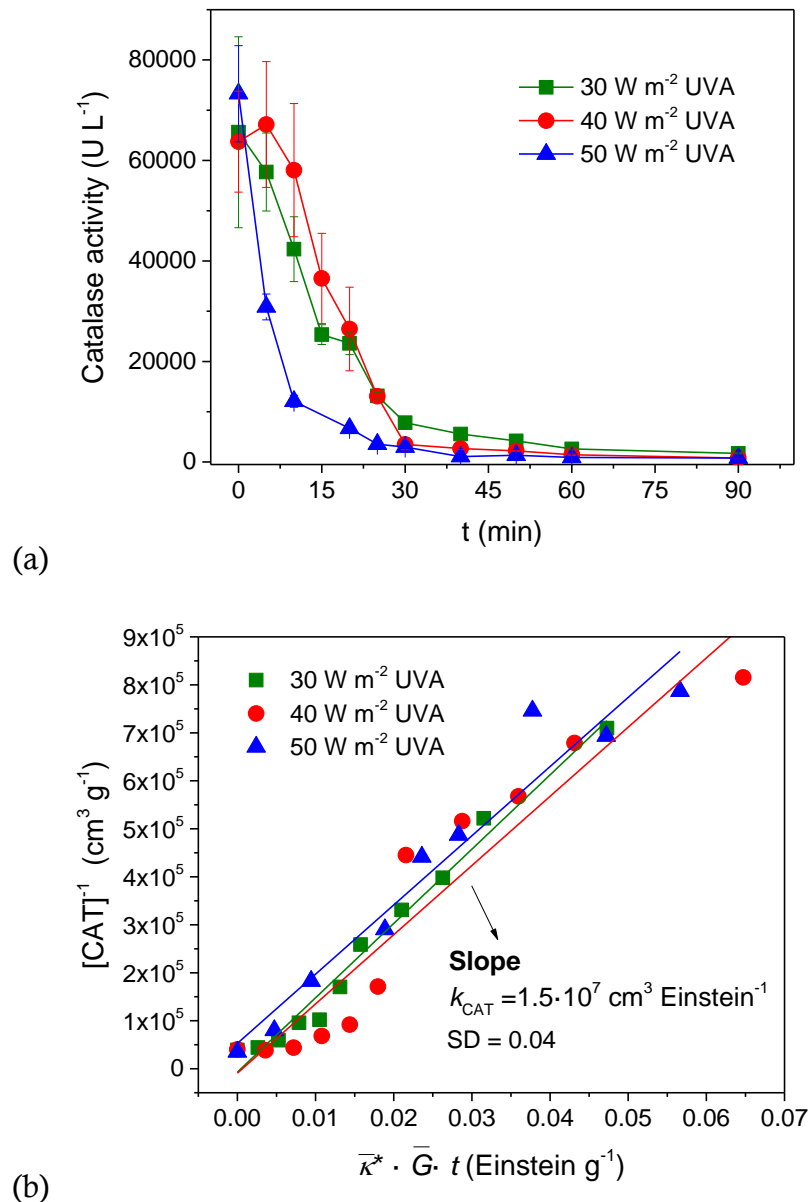 80000
60000
40000
20000
0
Catalase activity (U L⁻¹)
30 W m⁻² UVA
40 W m⁻² UVA
50 W m⁻² UVA
0 15 30 45 60 75 90
t (min)
(a)
9x10⁵
8x10⁵
7x10⁵
6x10⁵
5x10⁵
4x10⁵
3x10⁵
2x10⁵
1x10⁵
0
[CAT]⁻¹ (cm³ g⁻¹)
30 W m⁻² UVA
40 W m⁻² UVA
50 W m⁻² UVA
Slope
k_CAT =1.5·10⁷ cm³ Einstein⁻¹
SD = 0.04
0.00 0.01 0.02 0.03 0.04 0.05 0.06 0.07
κ̅* · G̅· t (Einstein g⁻¹)
(b)